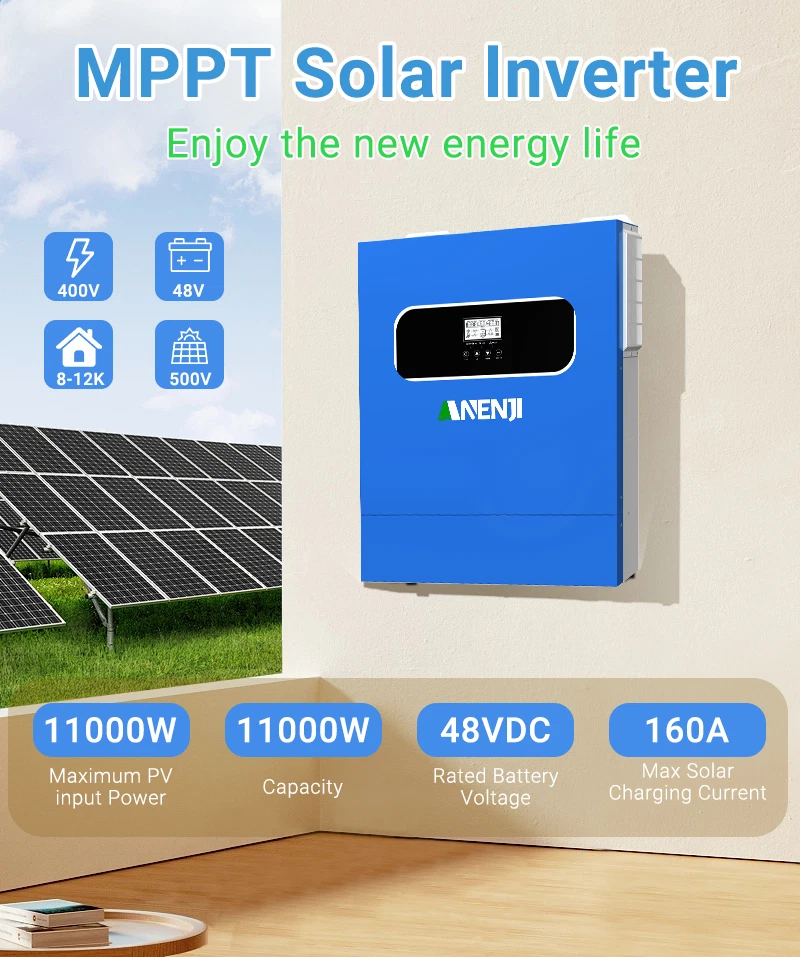 MPPT Solar Inverter
Enjoy the new energy life
400V
48V
8-12K
500V
ANENJI
11000W
11000W
48VDC
160A
Maximum PV
input Power
Capacity
Rated Battery
Voltage
Max Solar
Charging Current